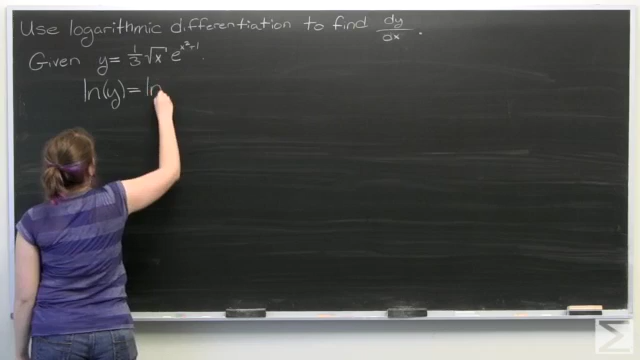 Use logarithmic differentiation to find dy/dx.
Given y = 1/3 √x e^(x²+1).
ln(y) = ln